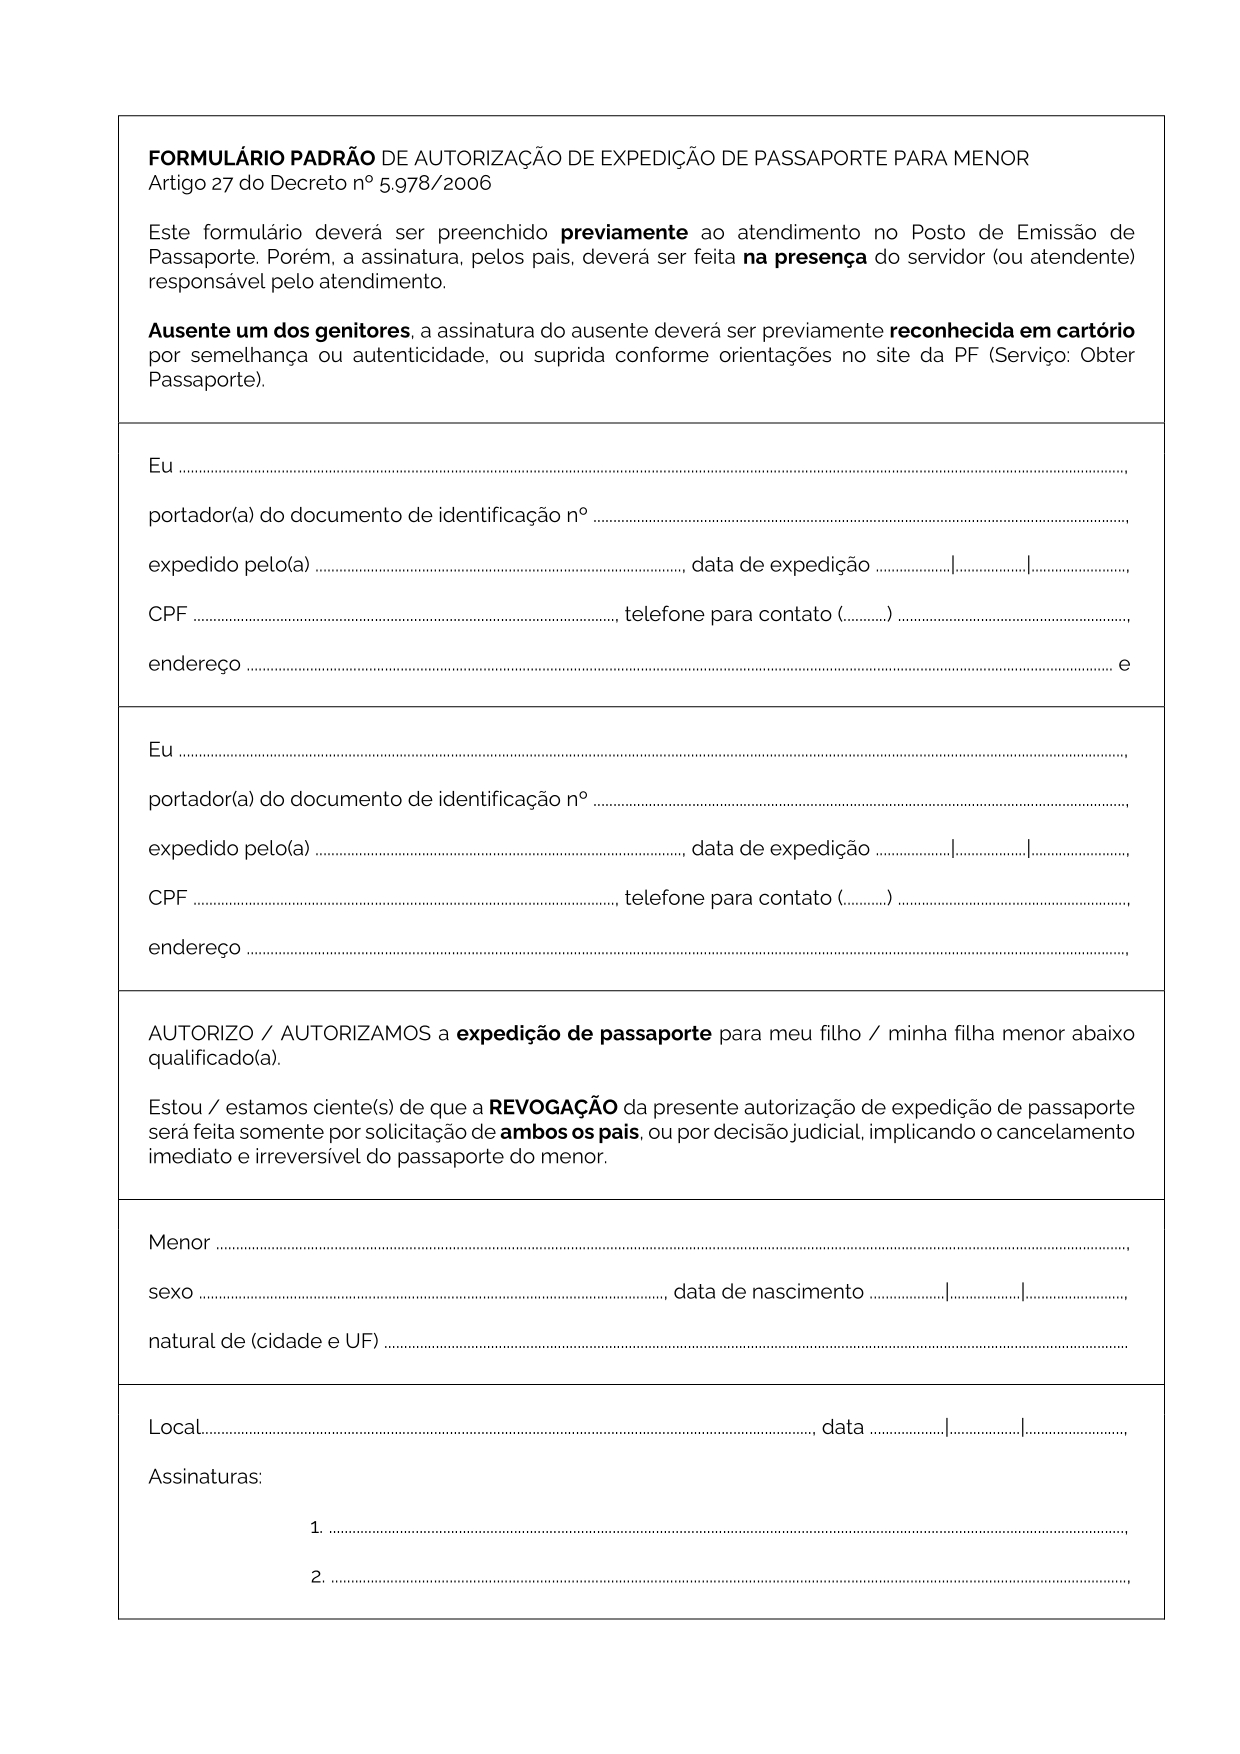 FORMULÁRIO PADRÃO DE AUTORIZAÇÃO DE EXPEDIÇÃO DE PASSAPORTE PARA MENOR
Artigo 27 do Decreto nº 5.978/2006
Este formulário deverá ser preenchido previamente ao atendimento no Posto de Emissão de
Passaporte. Porém, a assinatura, pelos pais, deverá ser feita na presença do servidor (ou atendente)
responsável pelo atendimento.
Ausente um dos genitores, a assinatura do ausente deverá ser previamente reconhecida em cartório
por semelhança ou autenticidade, ou suprida conforme orientações no site da PF (Serviço: Obter
Passaporte).
Eu ..............................,
portador(a) do documento de identificação nº ..............................,
expedido pelo(a) .............................., data de expedição ..........|..........|..........,
CPF .............................., telefone para contato (..........) ..............................,
endereço .............................. e
Eu ..............................,
portador(a) do documento de identificação nº ..............................,
expedido pelo(a) .............................., data de expedição ..........|..........|..........,
CPF .............................., telefone para contato (..........) ..............................,
endereço ..............................,
AUTORIZO / AUTORIZAMOS a expedição de passaporte para meu filho / minha filha menor abaixo
qualificado(a).
Estou / estamos ciente(s) de que a REVOGAÇÃO da presente autorização de expedição de passaporte
será feita somente por solicitação de ambos os pais, ou por decisão judicial, implicando o cancelamento
imediato e irreversível do passaporte do menor.
Menor ..............................,
sexo .............................., data de nascimento ..........|..........|..........,
natural de (cidade e UF) ..............................
Local.............................., data ..........|..........|..........,
Assinaturas:
1. ..............................,
2. ..............................,